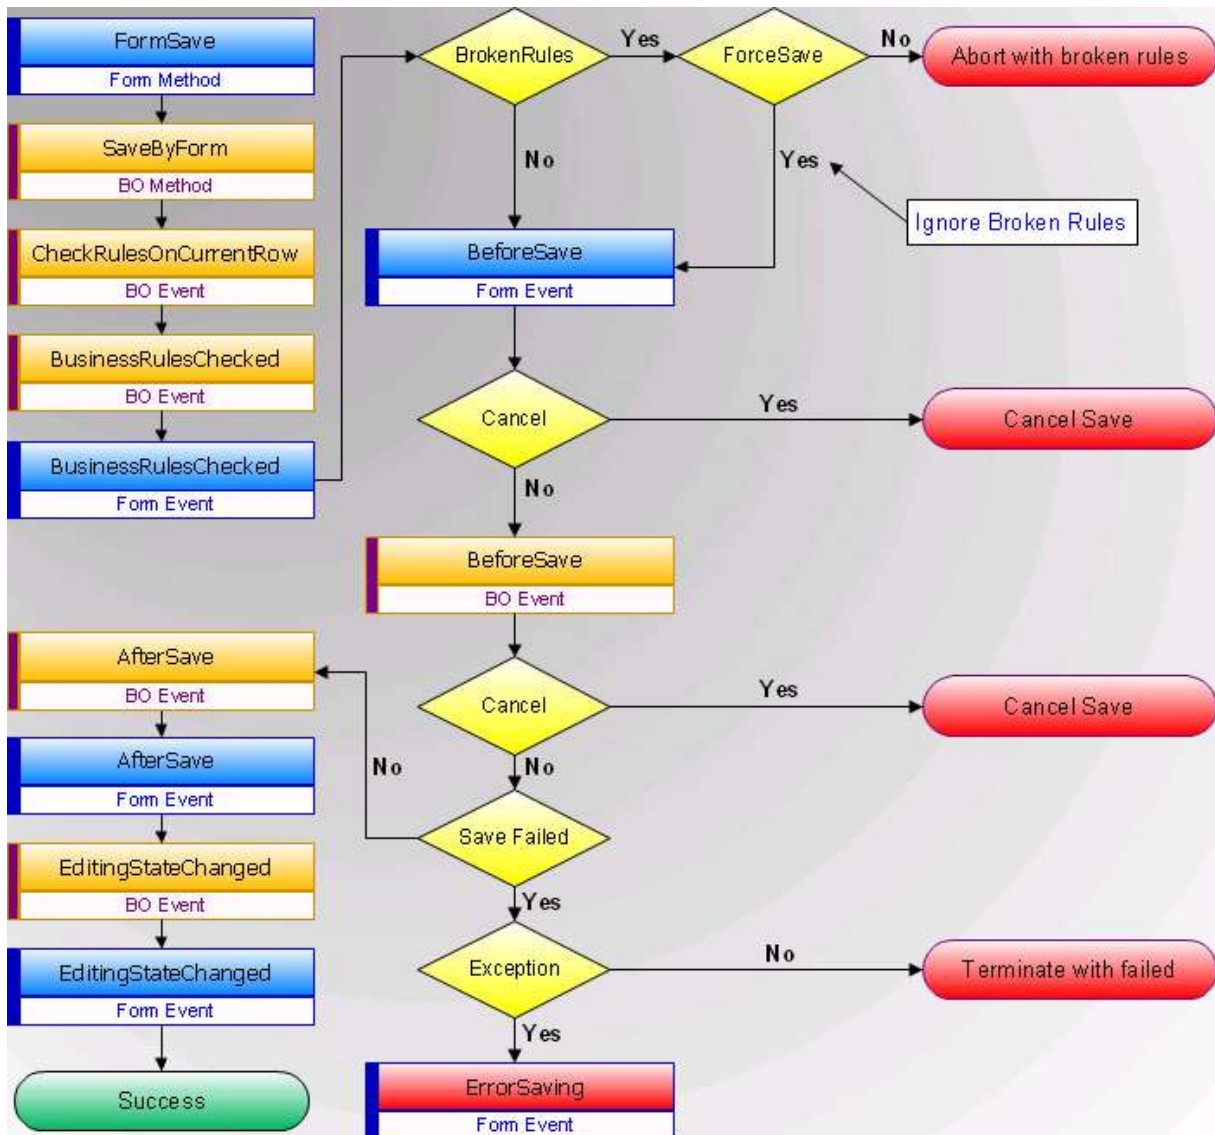 FormSave
Form Method
SaveByForm
BO Method
CheckRulesOnCurrentRow
BO Event
BusinessRulesChecked
BO Event
BusinessRulesChecked
Form Event
BrokenRules
Yes
ForceSave
No
Abort with broken rules
No
Yes
Ignore Broken Rules
BeforeSave
Form Event
Cancel
Yes
Cancel Save
No
BeforeSave
BO Event
Cancel
Yes
Cancel Save
No
Save Failed
No
AfterSave
BO Event
AfterSave
Form Event
EditingStateChanged
BO Event
EditingStateChanged
Form Event
Success
Yes
Exception
No
Terminate with failed
Yes
ErrorSaving
Form Event